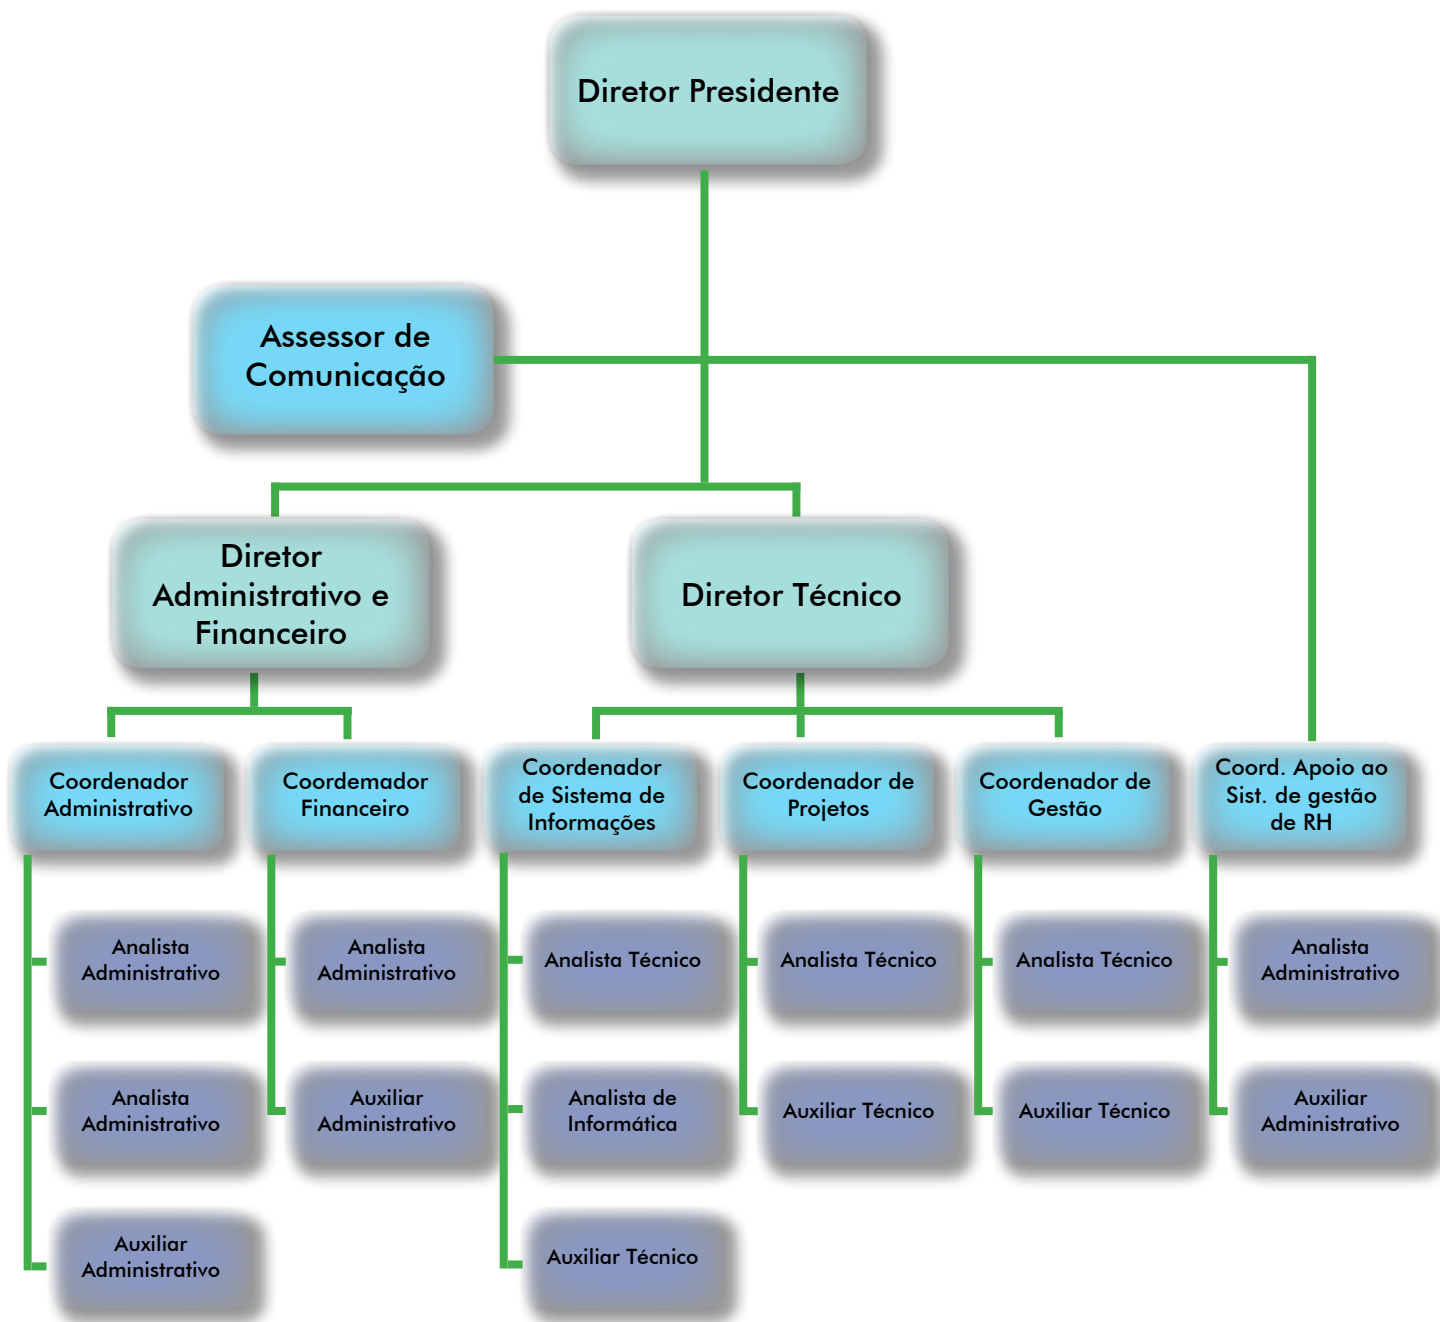 Diretor Presidente
Assessor de
Comunicação
Diretor
Administrativo e
Financeiro
Diretor Técnico
Coordenador
Administrativo
Coordemador
Financeiro
Coordenador
de Sistema de
Informações
Coordenador de
Projetos
Coordenador de
Gestão
Coord. Apoio ao
Sist. de gestão
de RH
Analista
Administrativo
Analista
Administrativo
Analista Técnico
Analista Técnico
Analista Técnico
Analista
Administrativo
Analista
Administrativo
Auxiliar
Administrativo
Analista de
Informática
Auxiliar Técnico
Auxiliar Técnico
Auxiliar
Administrativo
Auxiliar
Administrativo
Auxiliar Técnico